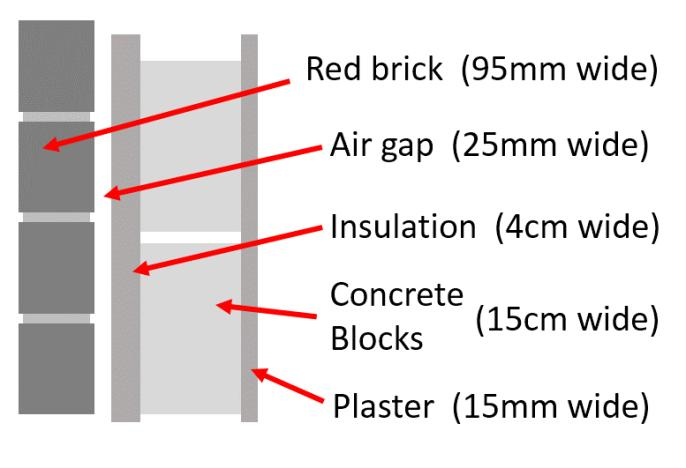 Red brick (95mm wide)
Air gap (25mm wide)
Insulation (4cm wide)
Concrete
Blocks (15cm wide)
Plaster (15mm wide)